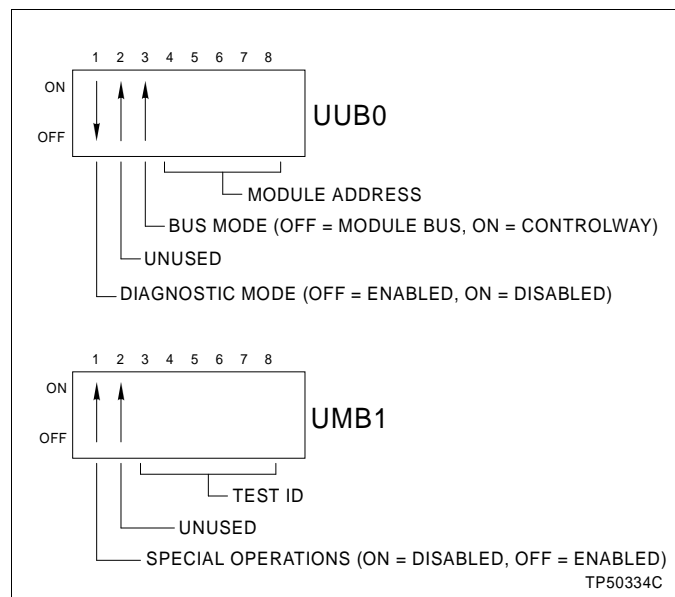 1 2 3 4 5 6 7 8
ON
OFF
UUB0
MODULE ADDRESS
BUS MODE (OFF = MODULE BUS, ON = CONTROLWAY)
UNUSED
DIAGNOSTIC MODE (OFF = ENABLED, ON = DISABLED)
1 2 3 4 5 6 7 8
ON
OFF
UMB1
TEST ID
UNUSED
SPECIAL OPERATIONS (ON = DISABLED, OFF = ENABLED)
TP50334C